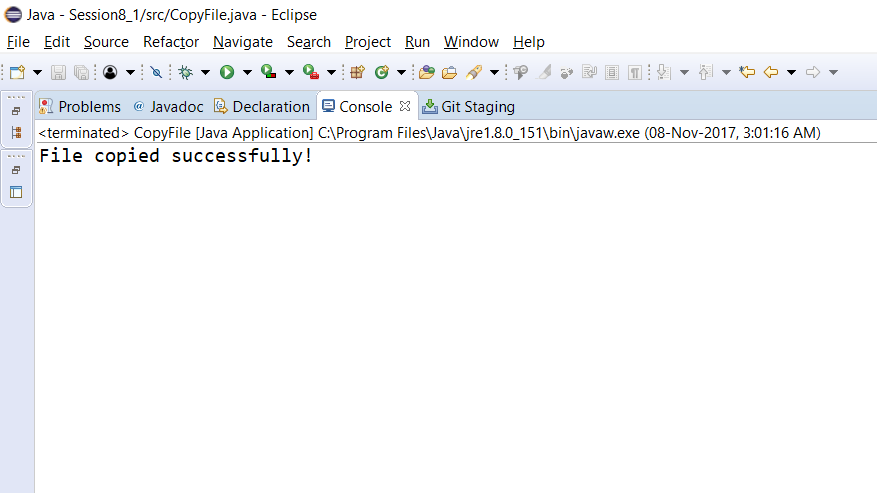 Java - Session8_1/src/CopyFile.java - Eclipse
File Edit Source Refactor Navigate Search Project Run Window Help
Problems @ Javadoc Declaration Console Git Staging
<terminated> CopyFile [Java Application] C:\Program Files\Java\jre1.8.0_151\bin\javaw.exe (08-Nov-2017, 3:01:16 AM)
File copied successfully!